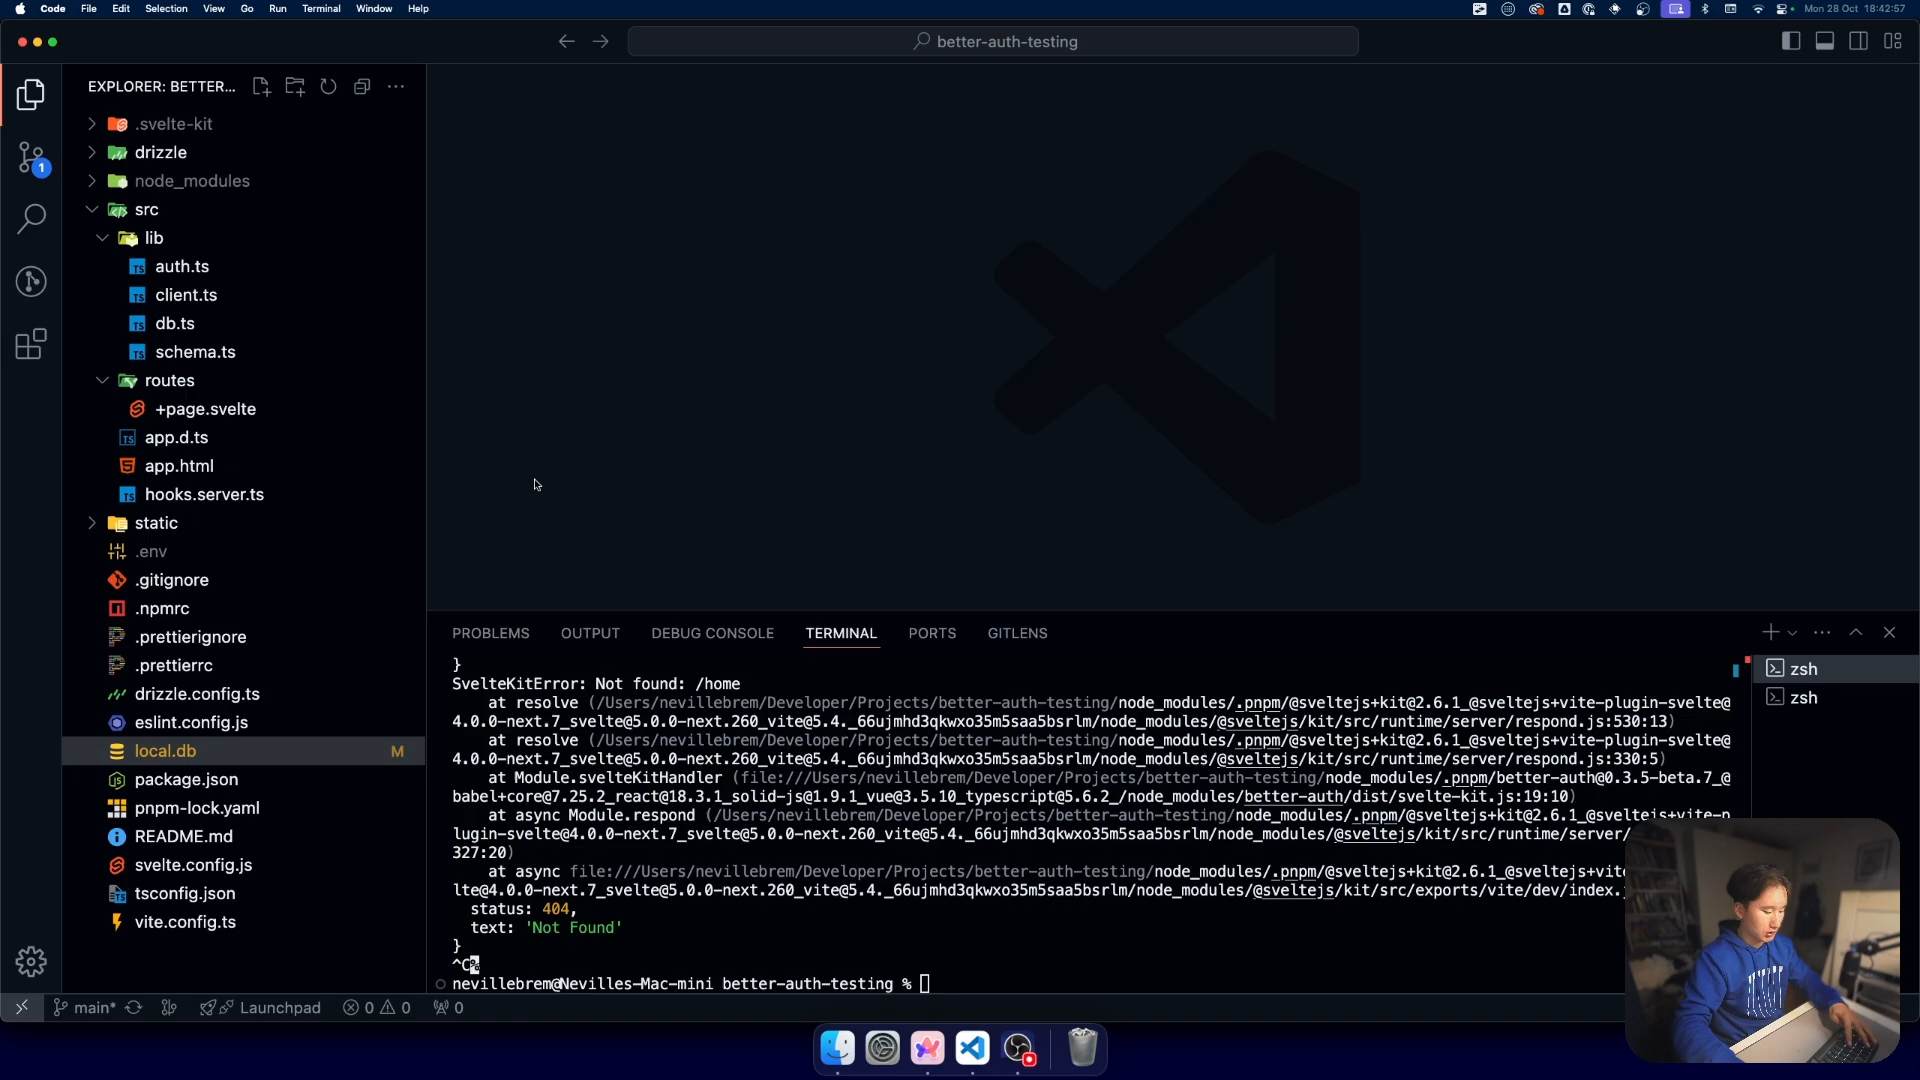 Code File Edit Selection View Go Run Terminal Window Help
Mon 28 Oct 18:42:57
better-auth-testing
EXPLORER: BETTER...
.svelte-kit
drizzle
node_modules
src
lib
auth.ts
client.ts
db.ts
schema.ts
routes
+page.svelte
app.d.ts
app.html
hooks.server.ts
static
.env
.gitignore
.npmrc
.prettierignore
.prettierrc
drizzle.config.ts
eslint.config.js
local.db M
package.json
pnpm-lock.yaml
README.md
svelte.config.js
tsconfig.json
vite.config.ts
1
PROBLEMS OUTPUT DEBUG CONSOLE TERMINAL PORTS GITLENS
}
SvelteKitError: Not found: /home
at resolve (/Users/nevillebrem/Developer/Projects/better-auth-testing/node_modules/.pnpm/@sveltejs+kit@2.6.1_@sveltejs+vite-plugin-svelte@
4.0.0-next.7_svelte@5.0.0-next.260_vite@5.4._66ujmhd3qkwxo35m5saa5bsrlm/node_modules/@sveltejs/kit/src/runtime/server/respond.js:530:13)
at resolve (/Users/nevillebrem/Developer/Projects/better-auth-testing/node_modules/.pnpm/@sveltejs+kit@2.6.1_@sveltejs+vite-plugin-svelte@
4.0.0-next.7_svelte@5.0.0-next.260_vite@5.4._66ujmhd3qkwxo35m5saa5bsrlm/node_modules/@sveltejs/kit/src/runtime/server/respond.js:330:5)
at Module.svelteKitHandler (file:///Users/nevillebrem/Developer/Projects/better-auth-testing/node_modules/.pnpm/better-auth@0.3.5-beta.7_@
babel+core@7.25.2_react@18.3.1_solid-js@1.9.1_vue@3.5.10_typescript@5.6.2_/node_modules/better-auth/dist/svelte-kit.js:19:10)
at async Module.respond (/Users/nevillebrem/Developer/Projects/better-auth-testing/node_modules/.pnpm/@sveltejs+kit@2.6.1_@sveltejs+vite-p
lugin-svelte@4.0.0-next.7_svelte@5.0.0-next.260_vite@5.4._66ujmhd3qkwxo35m5saa5bsrlm/node_modules/@sveltejs/kit/src/runtime/server/
327:20)
at async file:///Users/nevillebrem/Developer/Projects/better-auth-testing/node_modules/.pnpm/@sveltejs+kit@2.6.1_@sveltejs+vite
lte@4.0.0-next.7_svelte@5.0.0-next.260_vite@5.4._66ujmhd3qkwxo35m5saa5bsrlm/node_modules/@sveltejs/kit/src/exports/vite/dev/index.
status: 404,
text: 'Not Found'
}
^C%
nevillebrem@Nevilles-Mac-mini better-auth-testing %
zsh
zsh
main* Launchpad 0 0 0